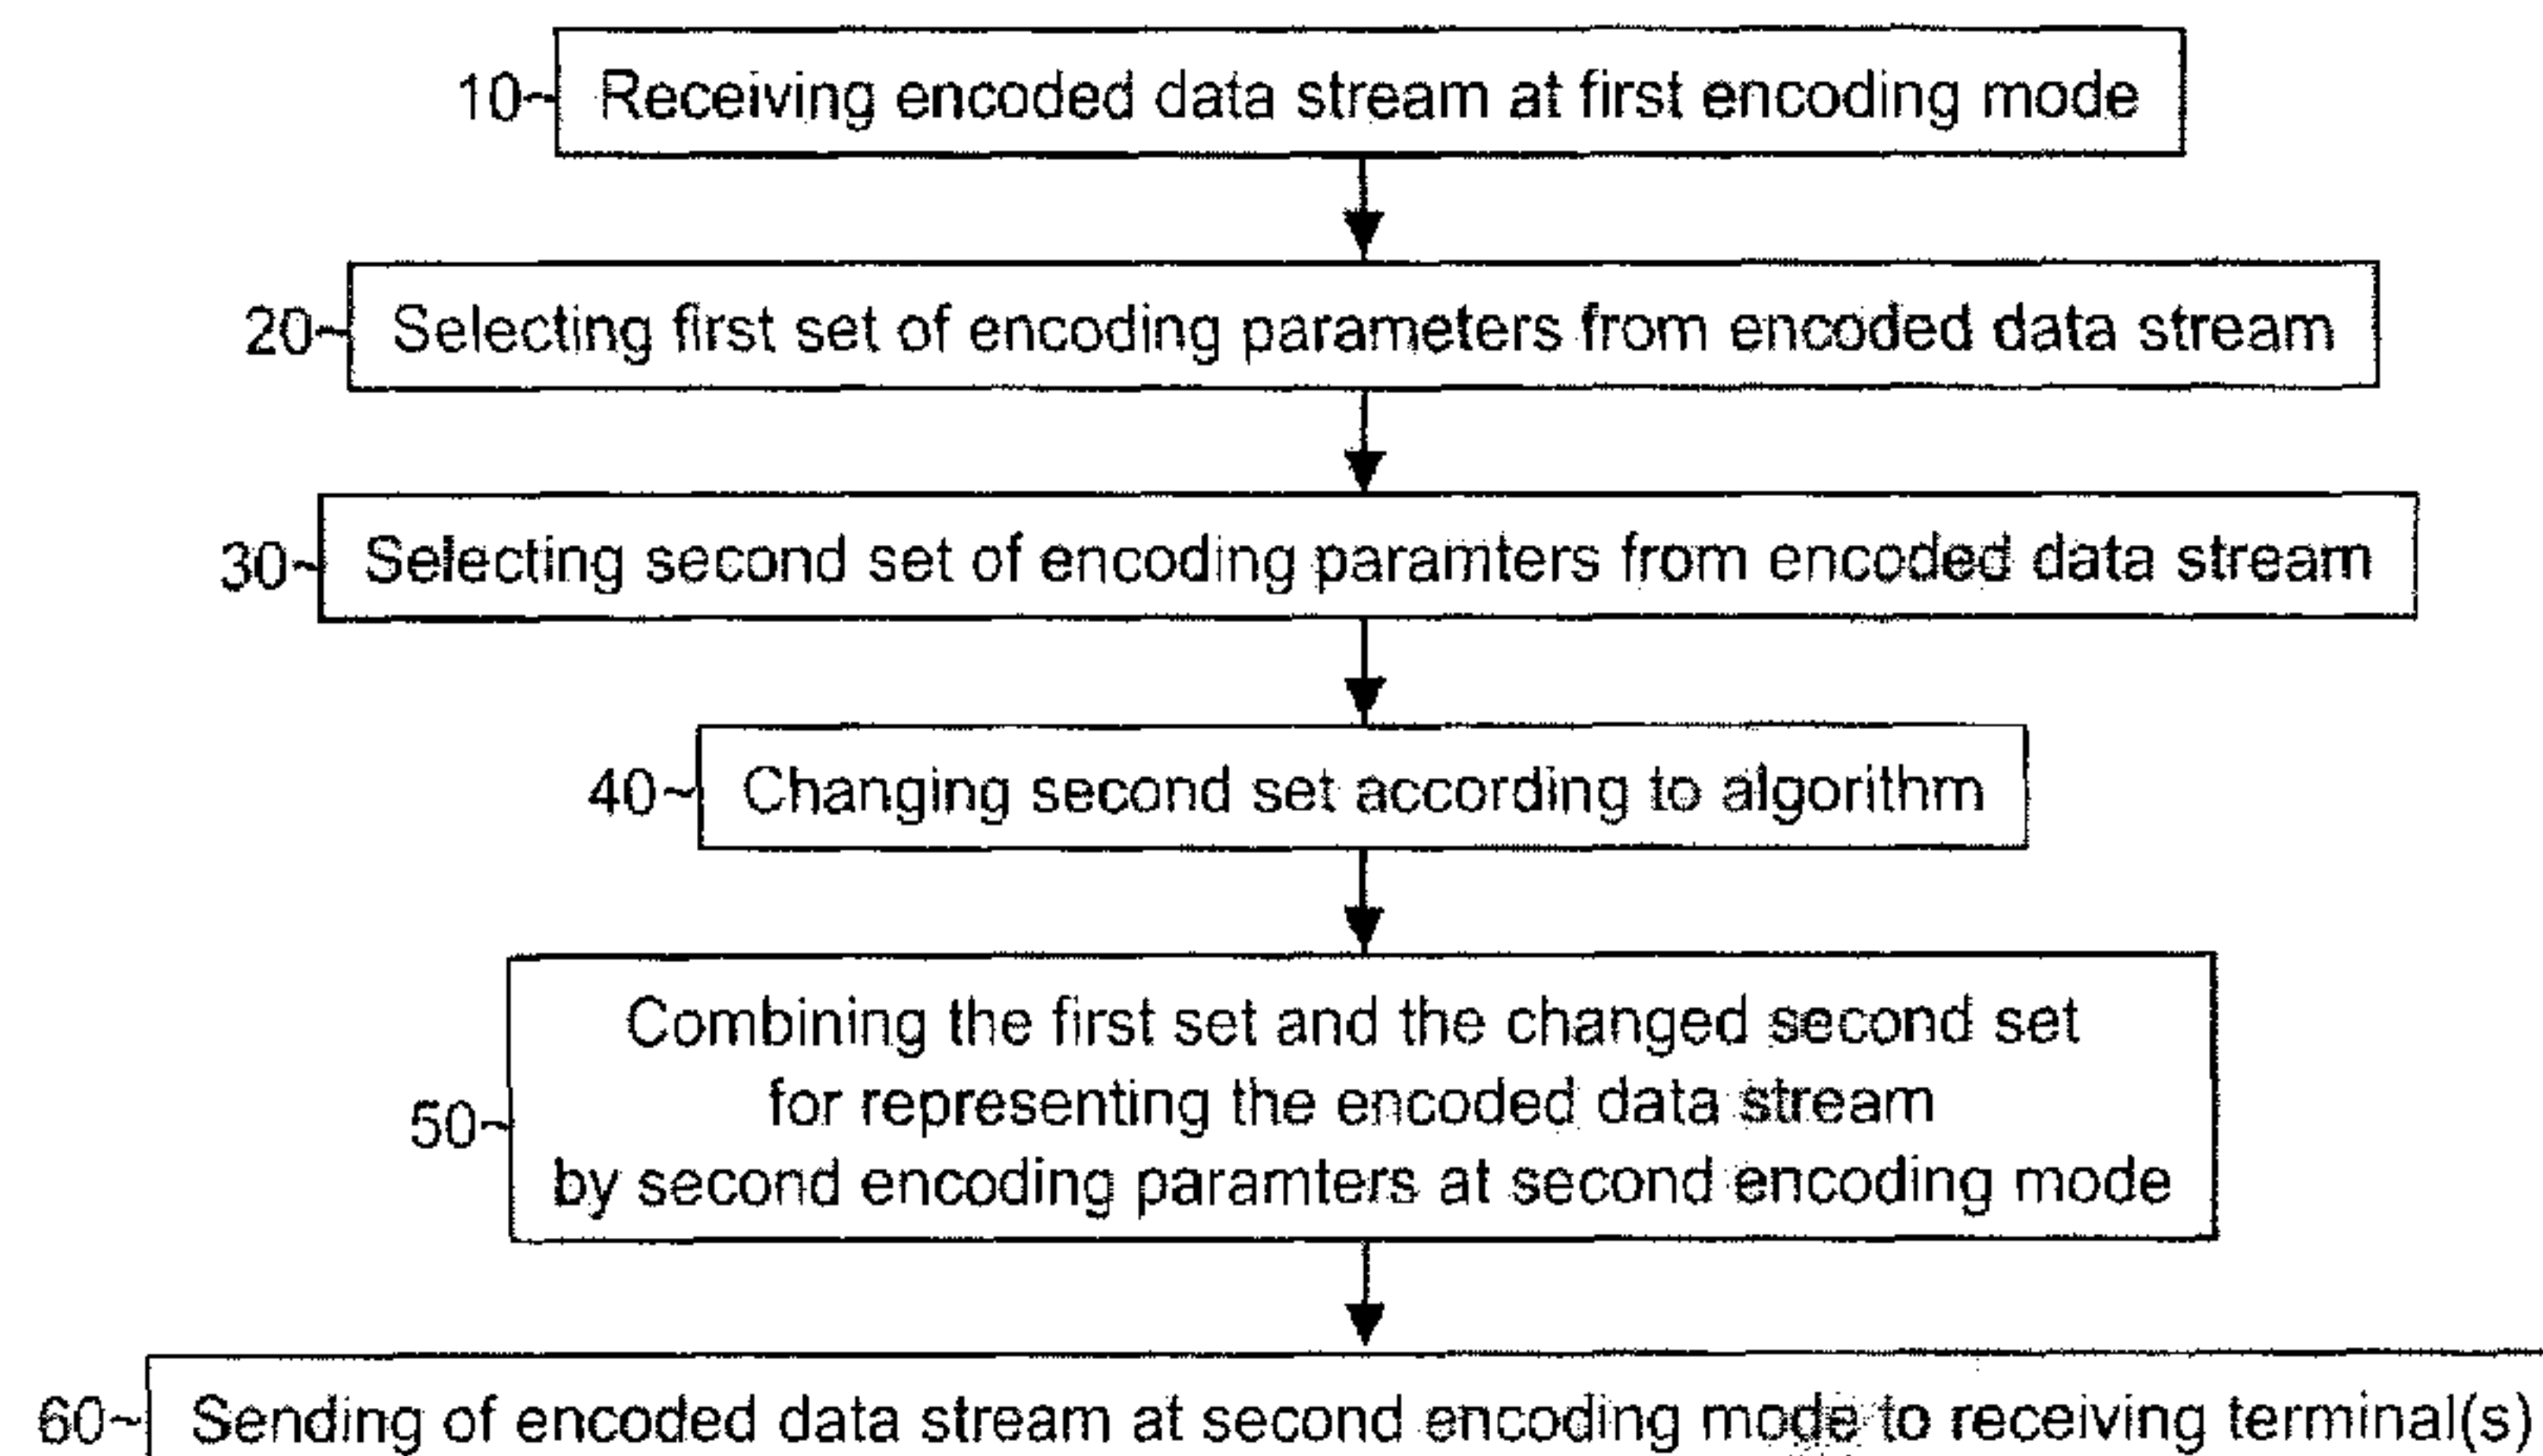 10~ Receiving encoded data stream at first encoding mode
20~ Selecting first set of encoding parameters from encoded data stream
30~ Selecting second set of encoding paramters from encoded data stream
40~ Changing second set according to algorithm
Combining the first set and the changed second set
for representing the encoded data stream
50~
by second encoding paramters at second encoding mode
60~ Sending of encoded data stream at second encoding mode to receiving terminal(s)